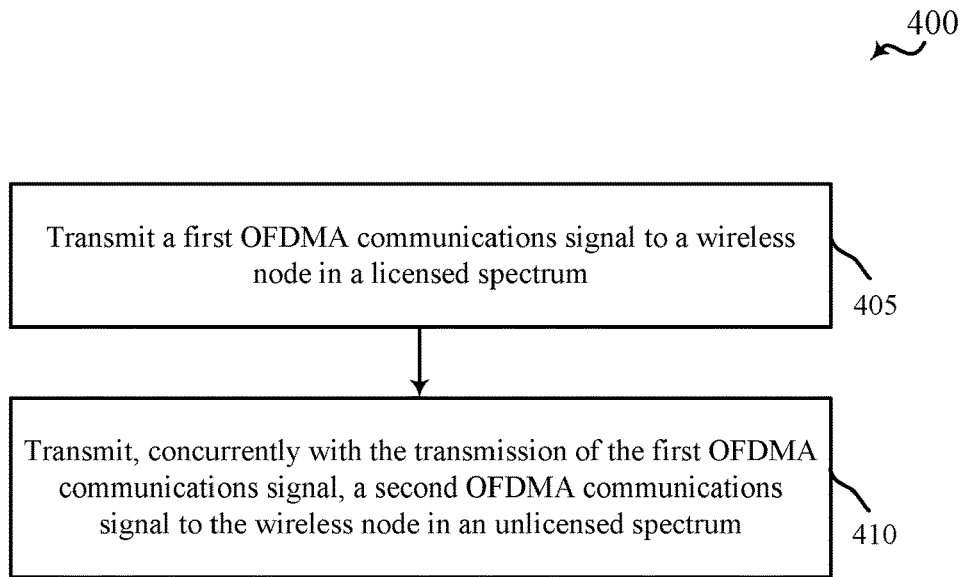 400
Transmit a first OFDMA communications signal to a wireless
node in a licensed spectrum
405
Transmit, concurrently with the transmission of the first OFDMA
communications signal, a second OFDMA communications
signal to the wireless node in an unlicensed spectrum
410